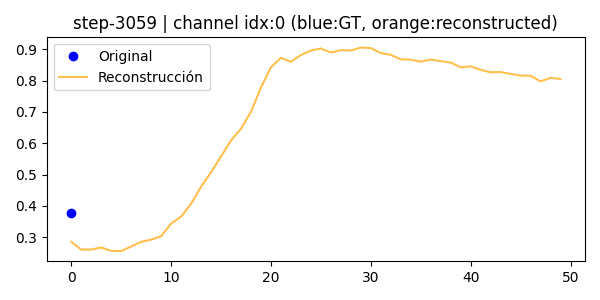 step-3059 | channel idx:0 (blue:GT, orange:reconstructed)
Original
Reconstrucción
0.9
0.8
0.7
0.6
0.5
0.4
0.3
0 10 20 30 40 50